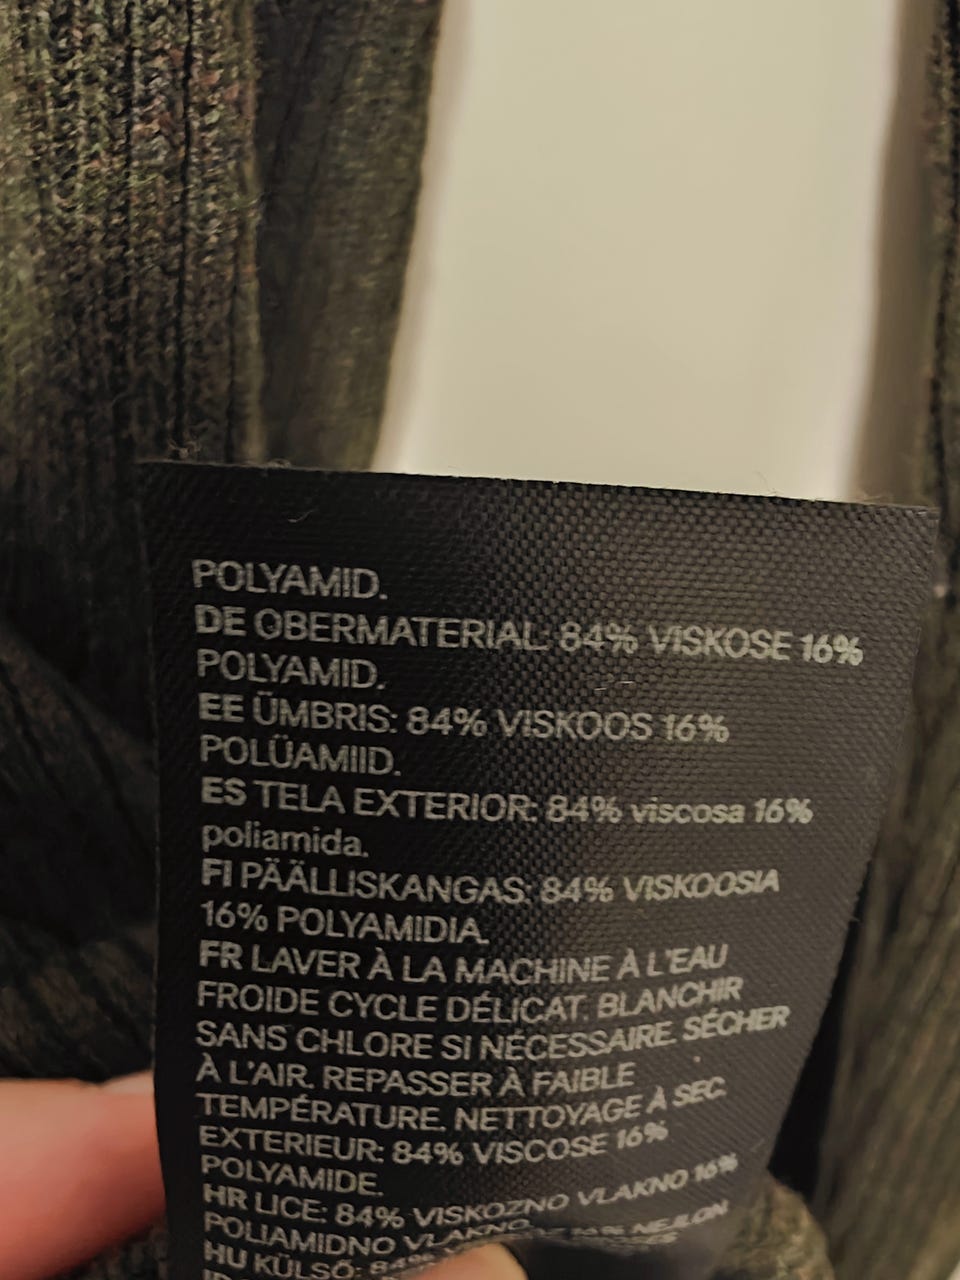 POLYAMID.
DE OBERMATERIAL: 84% VISKOSE 16%
POLYAMID.
EE ÜMBRIS: 84% VISKOOS 16%
POLÜAMIID.
ES TELA EXTERIOR: 84% viscosa 16%
poliamida.
FI PÄÄLLISKANGAS: 84% VISKOOSIA
16% POLYAMIDIA.
FR LAVER À LA MACHINE À L'EAU
FROIDE CYCLE DÉLICAT. BLANCHIR
SANS CHLORE SI NÉCESSAIRE. SÉCHER
À L'AIR. REPASSER À FAIBLE
TEMPÉRATURE. NETTOYAGE À SEC.
EXTERIEUR: 84% VISCOSE 16%
POLYAMIDE.
HR LICE: 84% VISKOZNO VLAKNO 16%
POLIAMIDNO VLAKNO.
HU KÜLSŐ: 84% NEJLON